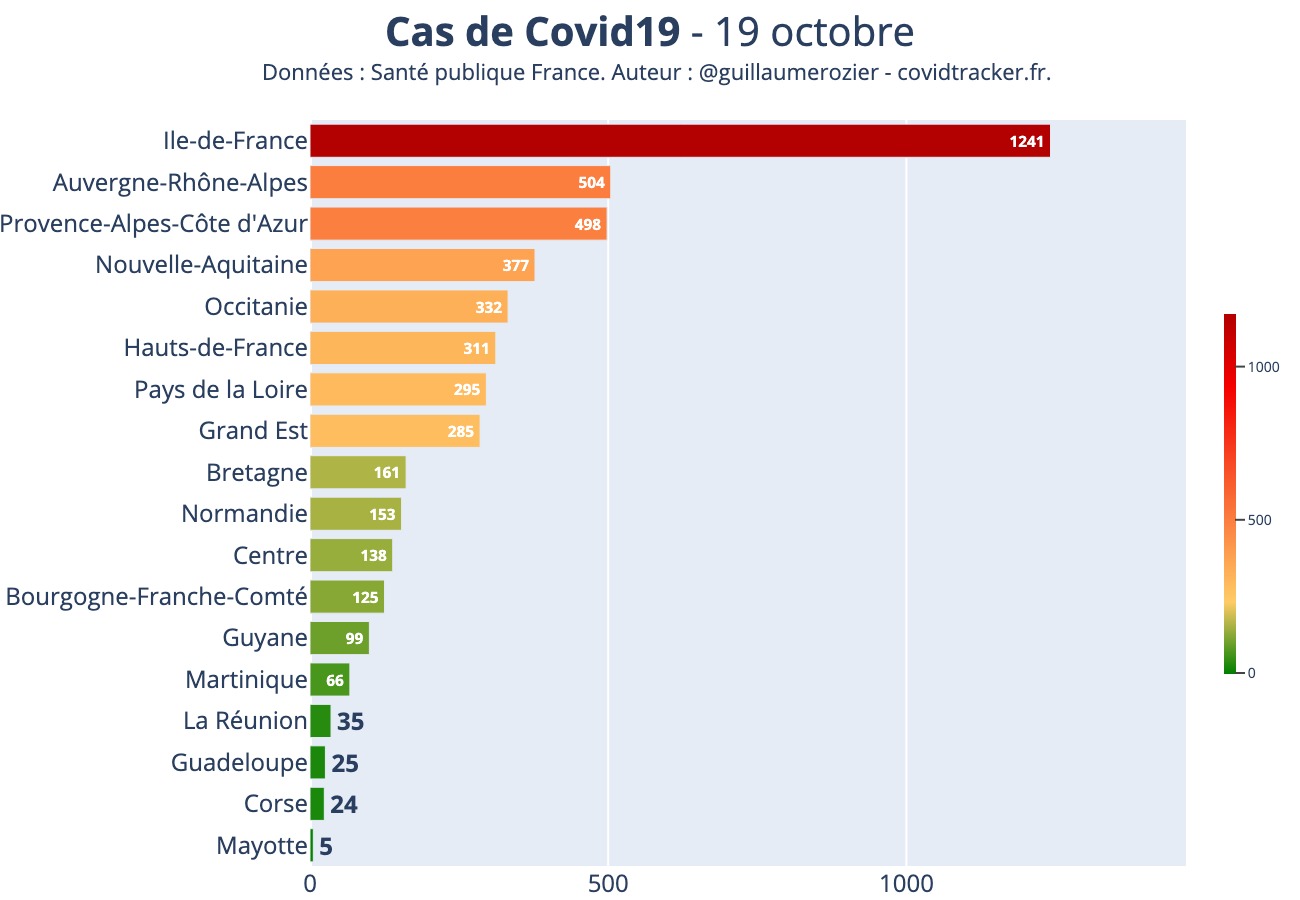 Cas de Covid19 - 19 octobre
Données : Santé publique France. Auteur : @guillaumerozier - covidtracker.fr.
Ile-de-France 1241
Auvergne-Rhône-Alpes 504
Provence-Alpes-Côte d'Azur 498
Nouvelle-Aquitaine 377
Occitanie 332
Hauts-de-France 311
Pays de la Loire 295
Grand Est 285
Bretagne 161
Normandie 153
Centre 138
Bourgogne-Franche-Comté 125
Guyane 99
Martinique 66
La Réunion 35
Guadeloupe 25
Corse 24
Mayotte 5
0 500 1000
1000
500
0